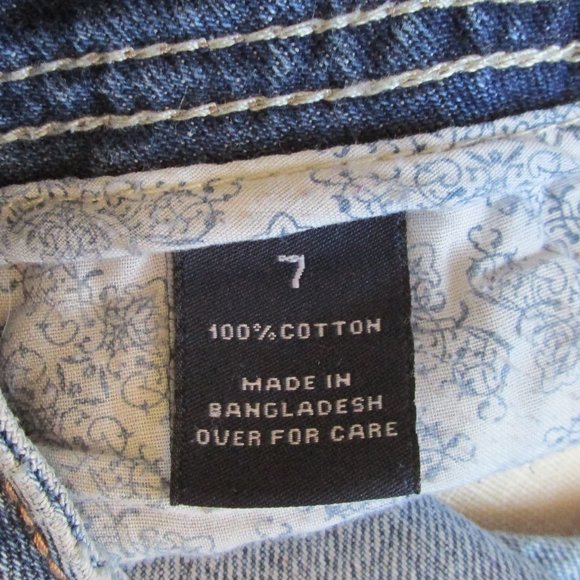 7
100% COTTON
MADE IN
BANGLADESH
OVER FOR CARE